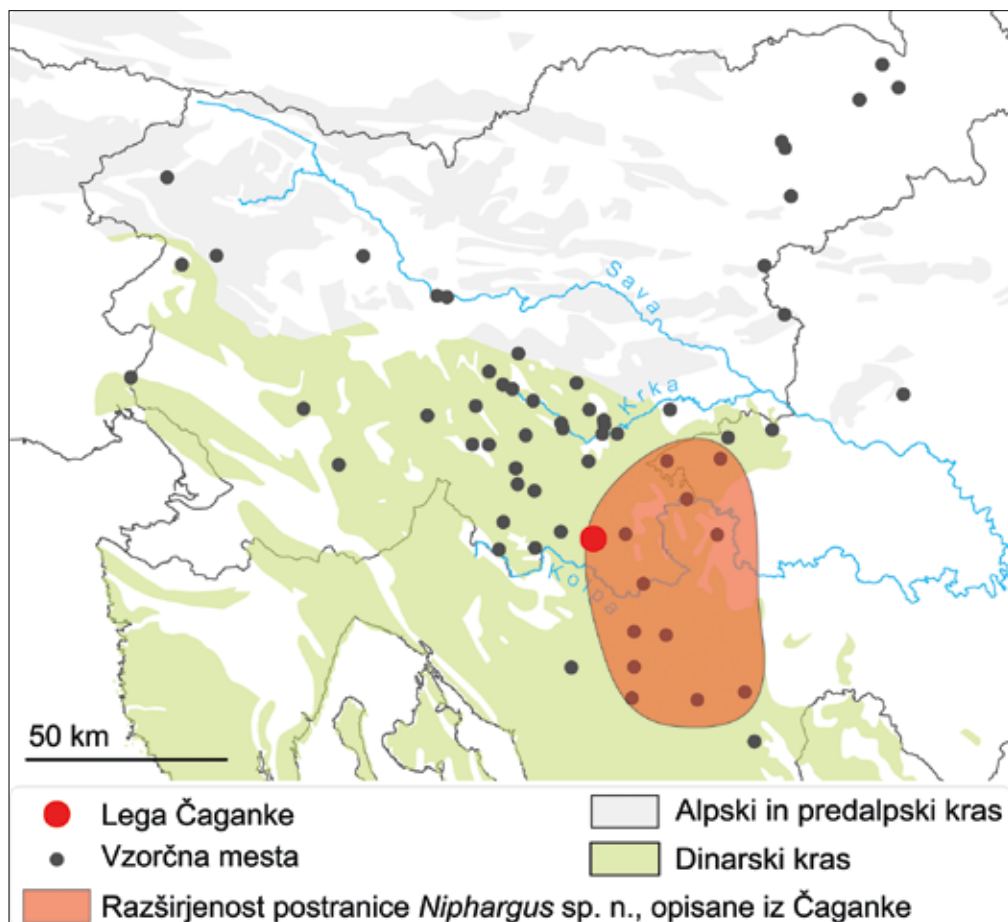 Sava
Krka
Kolpa
50 km
Lega Čaganke
Vzorčna mesta
Alpski in predalpski kras
Dinarski kras
Razširjenost postranice Niphargus sp. n., opisane iz Čaganke